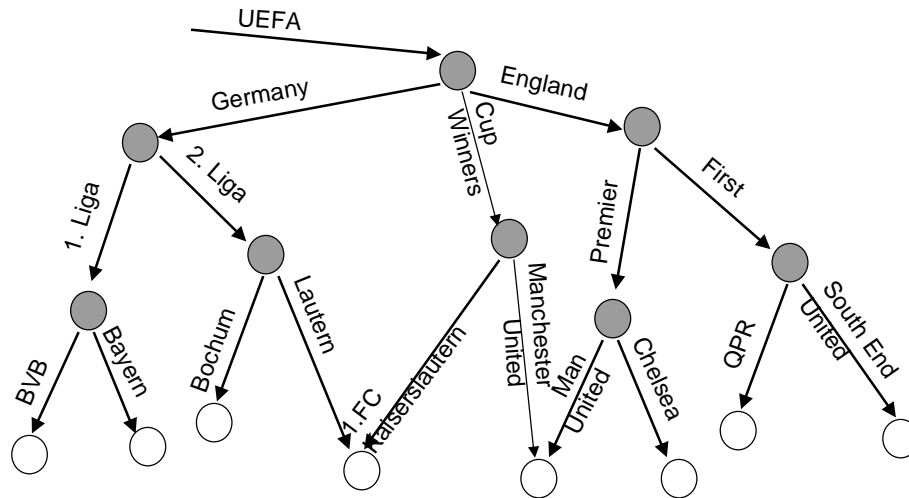 UEFA
Germany
Cup
Winners
England
1. Liga
2. Liga
Premier
First
BVB
Bayern
Bochum
Lautern
1.FC
Kaiserslautern
Manchester
United
Man
United
Chelsea
QPR
South End
United